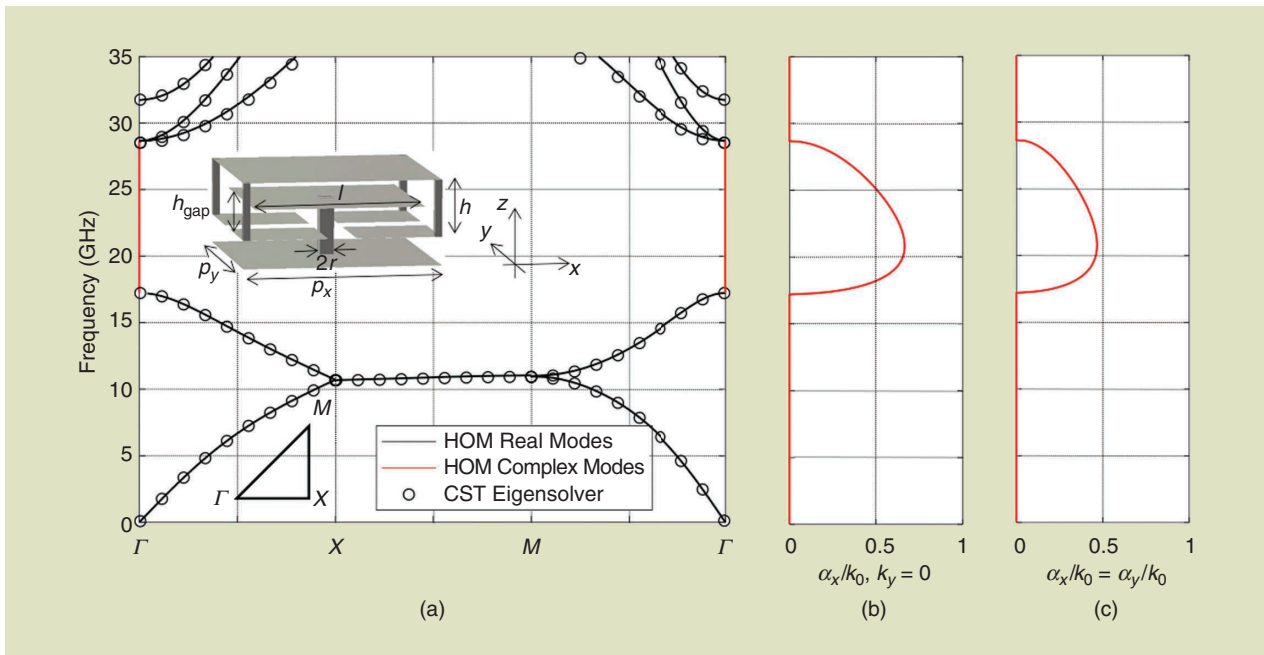 Frequency (GHz)
35
30
25
20
15
10
5
0
Γ
X
M
Γ
h_gap
l
h
p_y
2r
p_x
z
y
x
M
Γ
X
HOM Real Modes
HOM Complex Modes
CST Eigensolver
(a)
0
0.5
1
α_x/k_0, k_y = 0
(b)
0
0.5
1
α_x/k_0 = α_y/k_0
(c)